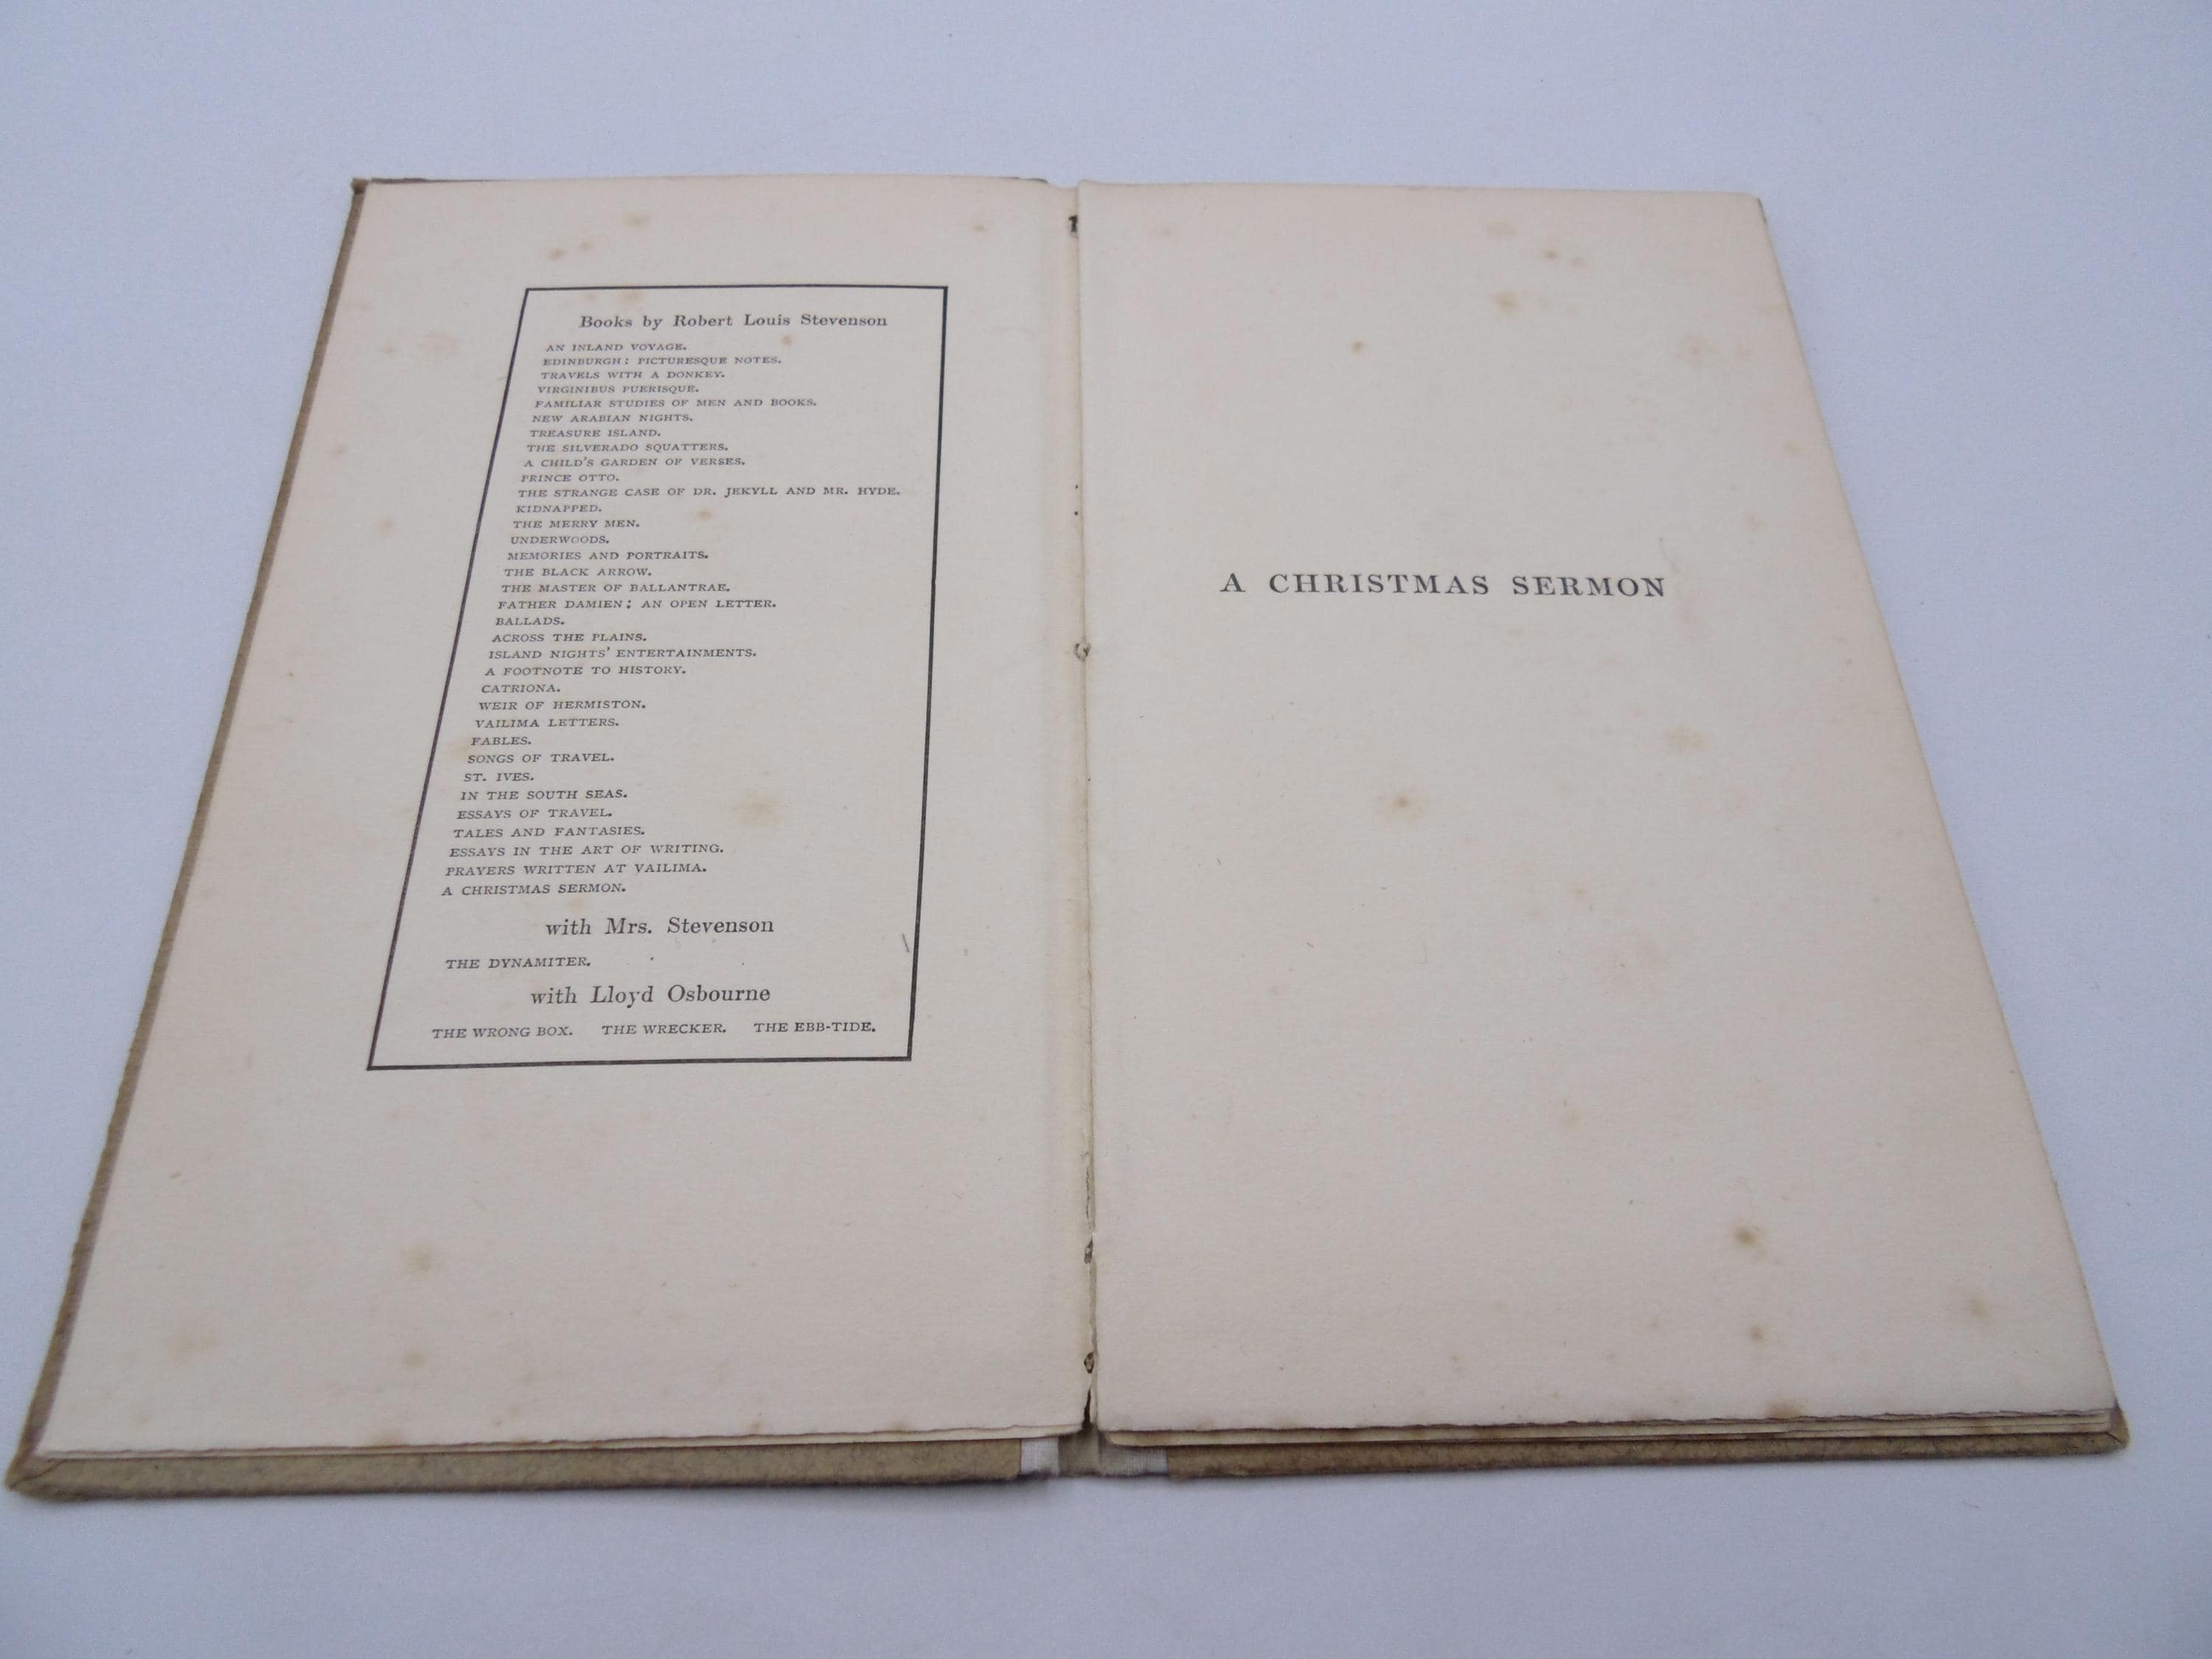 Books by Robert Louis Stevenson
AN INLAND VOYAGE.
EDINBURGH: PICTURESQUE NOTES.
TRAVELS WITH A DONKEY.
VIRGINIBUS PUERISQUE.
FAMILIAR STUDIES OF MEN AND BOOKS.
NEW ARABIAN NIGHTS.
TREASURE ISLAND.
THE SILVERADO SQUATTERS.
A CHILD'S GARDEN OF VERSES.
PRINCE OTTO.
THE STRANGE CASE OF DR. JEKYLL AND MR. HYDE.
KIDNAPPED.
THE MERRY MEN.
UNDERWOODS.
MEMORIES AND PORTRAITS.
THE BLACK ARROW.
THE MASTER OF BALLANTRAE.
FATHER DAMIEN; AN OPEN LETTER.
BALLADS.
ACROSS THE PLAINS.
ISLAND NIGHTS' ENTERTAINMENTS.
A FOOTNOTE TO HISTORY.
CATRIONA.
WEIR OF HERMISTON.
VAILIMA LETTERS.
FABLES.
SONGS OF TRAVEL.
ST. IVES.
IN THE SOUTH SEAS.
ESSAYS OF TRAVEL.
TALES AND FANTASIES.
ESSAYS IN THE ART OF WRITING.
PRAYERS WRITTEN AT VAILIMA.
A CHRISTMAS SERMON.
with Mrs. Stevenson
THE DYNAMITER.
with Lloyd Osbourne
THE WRONG BOX. THE WRECKER. THE EBB-TIDE.
A CHRISTMAS SERMON